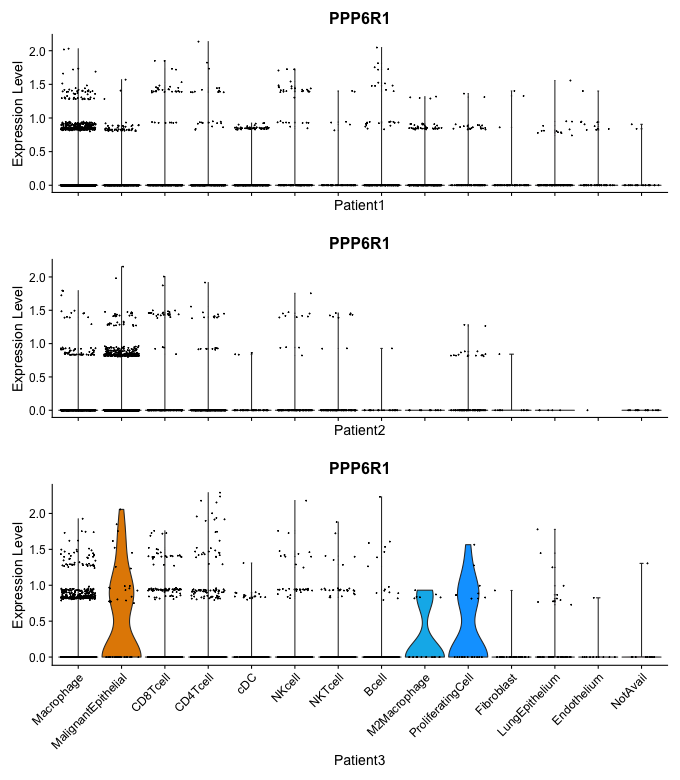 PPP6R1
Expression Level
2.0
1.5
1.0
0.5
0.0
Patient1
PPP6R1
Expression Level
2.0
1.5
1.0
0.5
0.0
Patient2
PPP6R1
Expression Level
2.0
1.5
1.0
0.5
0.0
Macrophage
MalignantEpithelial
CD8Tcell
CD4Tcell
cDC
NKcell
NKTcell
Bcell
M2Macrophage
ProliferatingCell
Fibroblast
LungEpithelium
Endothelium
NotAvail
Patient3